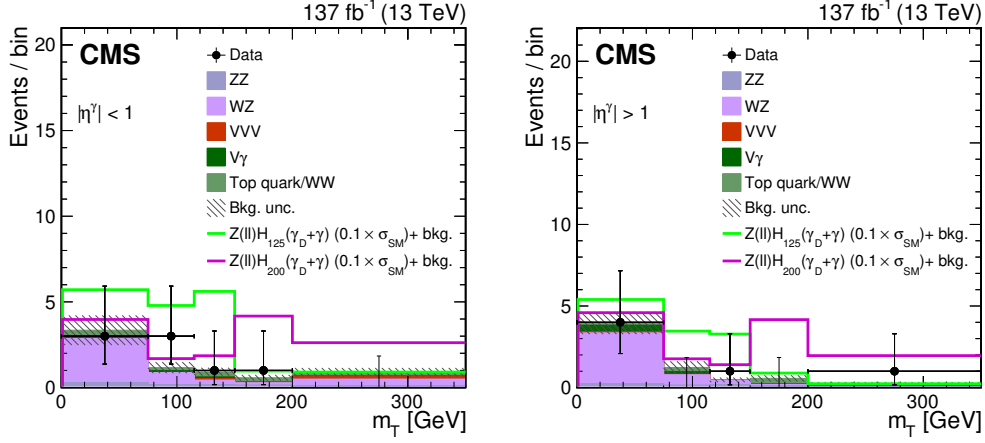 137 fb⁻¹ (13 TeV)
CMS
|η^γ| < 1
Data
ZZ
WZ
VVV
Vγ
Top quark/WW
Bkg. unc.
Z(ll)H₁₂₅(γ_D+γ) (0.1 × σ_SM)+ bkg.
Z(ll)H₂₀₀(γ_D+γ) (0.1 × σ_SM)+ bkg.
Events / bin
20
15
10
5
0
0 100 200 300
m_T [GeV]
137 fb⁻¹ (13 TeV)
CMS
|η^γ| > 1
Data
ZZ
WZ
VVV
Vγ
Top quark/WW
Bkg. unc.
Z(ll)H₁₂₅(γ_D+γ) (0.1 × σ_SM)+ bkg.
Z(ll)H₂₀₀(γ_D+γ) (0.1 × σ_SM)+ bkg.
Events / bin
20
15
10
5
0
0 100 200 300
m_T [GeV]